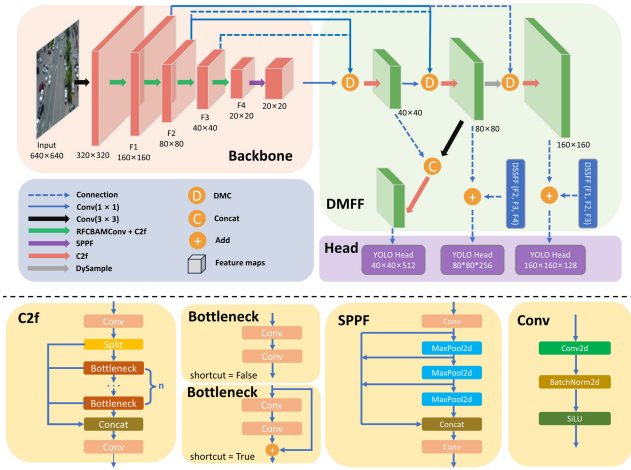 Input
640×640
320×320
F1
160×160
F2
80×80
F3
40×40
F4
20×20
20×20
Backbone
D
D
D
40×40
80×80
160×160
C
DMFF
+
+
DSSFF (F2, F3, F4)
DSSFF (F1, F2, F3)
Head
YOLO Head
40×40×512
YOLO Head
80*80*256
YOLO Head
160×160×128
Connection
Conv(1 × 1)
Conv(3 × 3)
RFCBAMConv + C2f
SPPF
C2f
DySample
D DMC
C Concat
+ Add
Feature maps
C2f
Conv
Split
Bottleneck
...
Bottleneck
n
Concat
Conv
Bottleneck
Conv
Conv
shortcut = False
Bottleneck
Conv
Conv
+
shortcut = True
SPPF
Conv
MaxPool2d
MaxPool2d
MaxPool2d
Concat
Conv
Conv
Conv2d
BatchNorm2d
SiLU